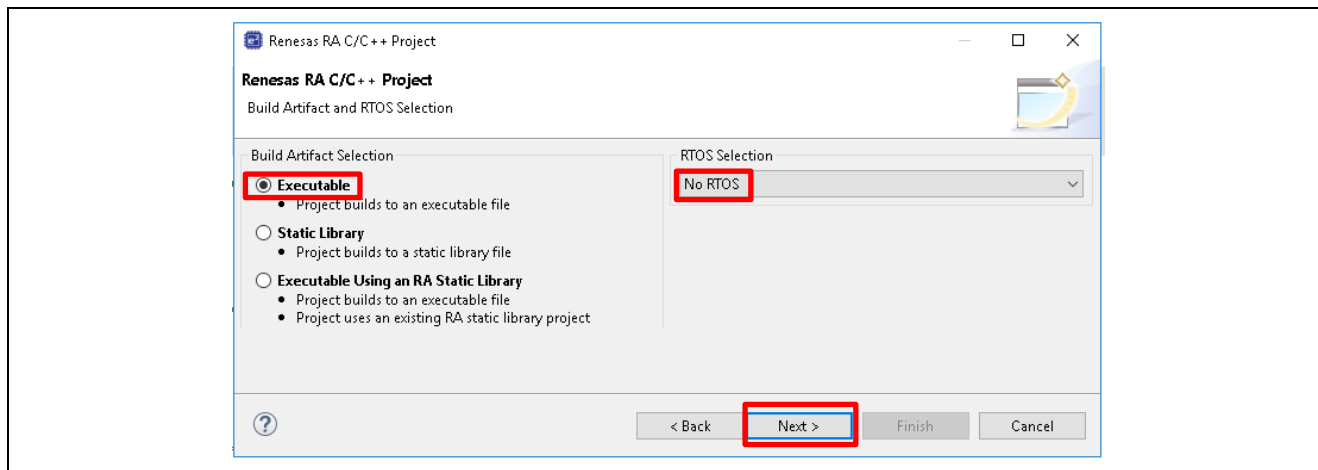 Renesas RA C/C++ Project
Renesas RA C/C++ Project
Build Artifact and RTOS Selection
Build Artifact Selection
Executable
• Project builds to an executable file
Static Library
• Project builds to a static library file
Executable Using an RA Static Library
• Project builds to an executable file
• Project uses an existing RA static library project
RTOS Selection
No RTOS
?
< Back
Next >
Finish
Cancel